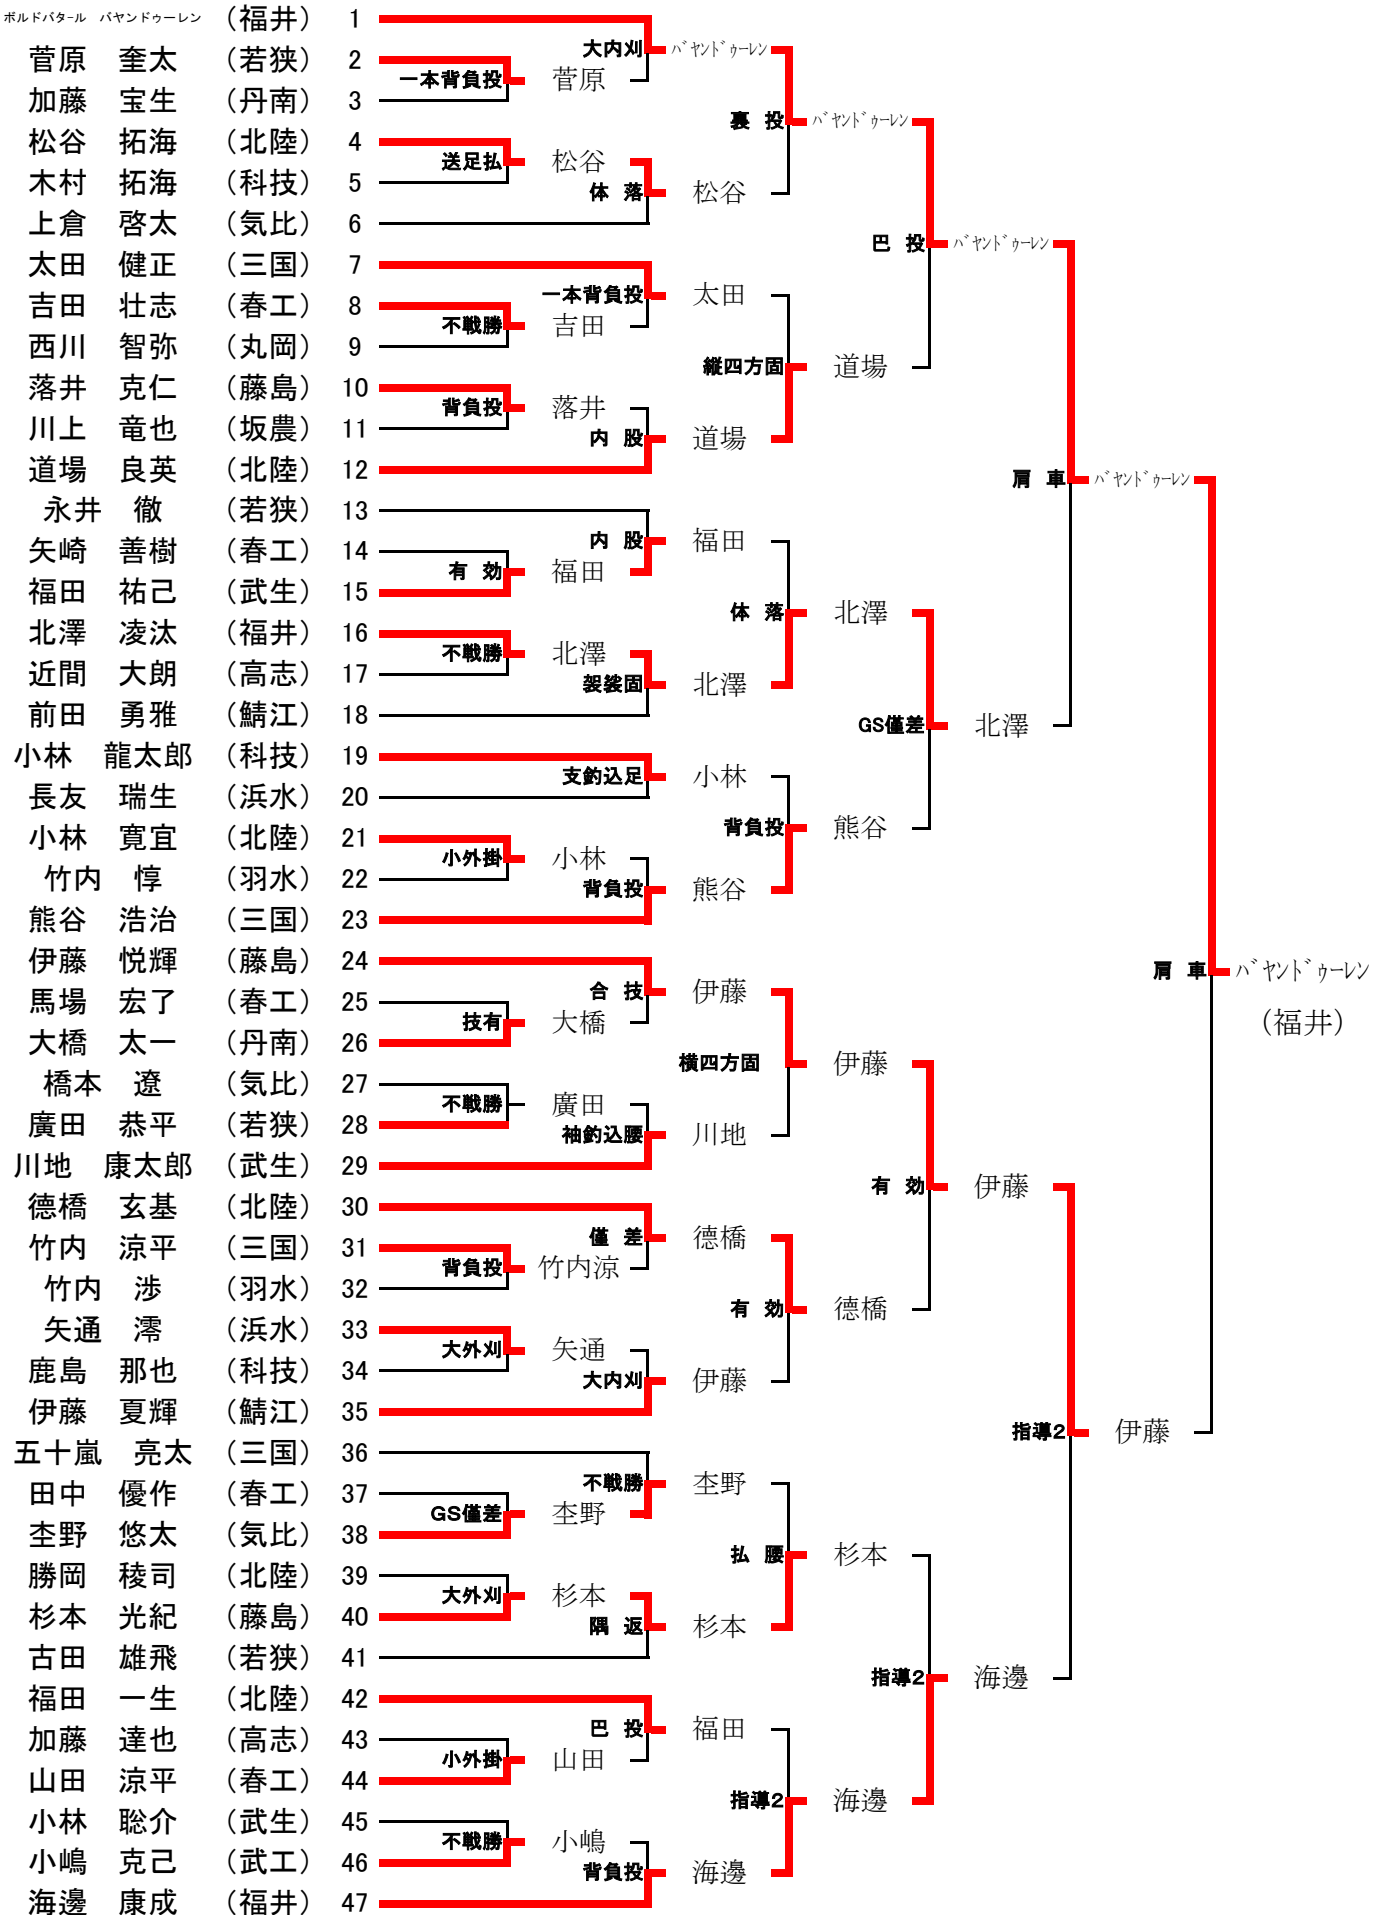 ボルドバタール　バヤンドゥーレン　（福井）　1
菅原　奎太　（若狭）　2
加藤　宝生　（丹南）　3
松谷　拓海　（北陸）　4
木村　拓海　（科技）　5
上倉　啓太　（気比）　6
太田　健正　（三国）　7
吉田　壮志　（春工）　8
西川　智弥　（丸岡）　9
落井　克仁　（藤島）　10
川上　竜也　（坂農）　11
道場　良英　（北陸）　12
永井　徹　（若狭）　13
矢崎　善樹　（春工）　14
福田　祐己　（武生）　15
北澤　凌汰　（福井）　16
近間　大朗　（高志）　17
前田　勇雅　（鯖江）　18
小林　龍太郎　（科技）　19
長友　瑞生　（浜水）　20
小林　寛宜　（北陸）　21
竹内　惇　（羽水）　22
熊谷　浩治　（三国）　23
伊藤　悦輝　（藤島）　24
馬場　宏了　（春工）　25
大橋　太一　（丹南）　26
橋本　遼　（気比）　27
廣田　恭平　（若狭）　28
川地　康太郎　（武生）　29
德橋　玄基　（北陸）　30
竹内　涼平　（三国）　31
竹内　渉　（羽水）　32
矢通　澪　（浜水）　33
鹿島　那也　（科技）　34
伊藤　夏輝　（鯖江）　35
五十嵐　亮太　（三国）　36
田中　優作　（春工）　37
杢野　悠太　（気比）　38
勝岡　稜司　（北陸）　39
杉本　光紀　（藤島）　40
古田　雄飛　（若狭）　41
福田　一生　（北陸）　42
加藤　達也　（高志）　43
山田　涼平　（春工）　44
小林　聡介　（武生）　45
小嶋　克己　（武工）　46
海邊　康成　（福井）　47
一本背負投　菅原
送足払　松谷
不戦勝　吉田
背負投　落井
有　効　福田
不戦勝　北澤
小外掛　小林
技有　大橋
不戦勝　廣田
背負投　竹内涼
大外刈　矢通
GS僅差　杢野
大外刈　杉本
小外掛　山田
不戦勝　小嶋
大内刈　バヤンドゥーレン
体　落　松谷
一本背負投　太田
内　股　道場
内　股　福田
袈裟固　北澤
支釣込足　小林
背負投　熊谷
合　技　伊藤
袖釣込腰　川地
僅　差　德橋
大内刈　伊藤
不戦勝　杢野
隅　返　杉本
巴　投　福田
背負投　海邊
裏　投　バヤンドゥーレン
縦四方固　道場
体　落　北澤
背負投　熊谷
横四方固　伊藤
有　効　德橋
払　腰　杉本
指導2　海邊
巴　投　バヤンドゥーレン
GS僅差　北澤
有　効　伊藤
指導2　海邊
肩　車　バヤンドゥーレン
指導2　伊藤
肩　車　バヤンドゥーレン
（福井）